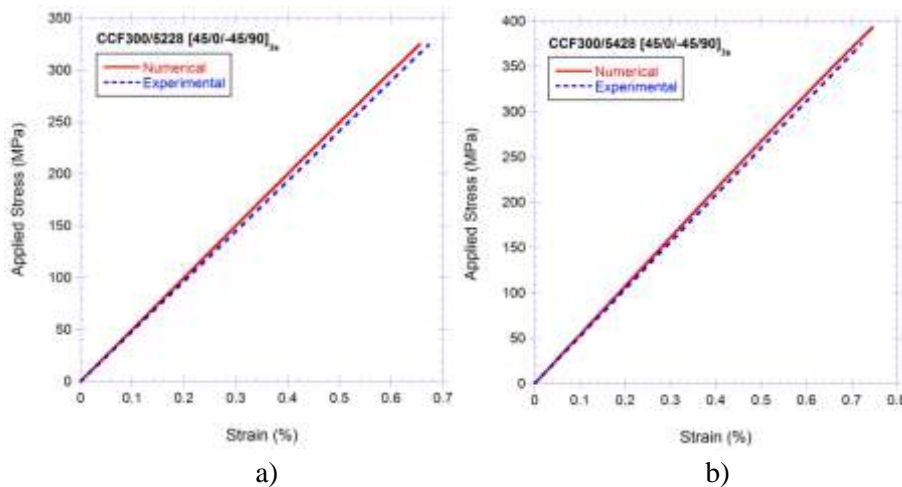 CCF300/5228 [45/0/-45/90]3s
Numerical
Experimental
Applied Stress (MPa)
350
300
250
200
150
100
50
0
0 0.1 0.2 0.3 0.4 0.5 0.6 0.7
Strain (%)
a)
CCF300/5428 [45/0/-45/90]3s
Numerical
Experimental
Applied Stress (MPa)
400
350
300
250
200
150
100
50
0
0 0.1 0.2 0.3 0.4 0.5 0.6 0.7 0.8
Strain (%)
b)